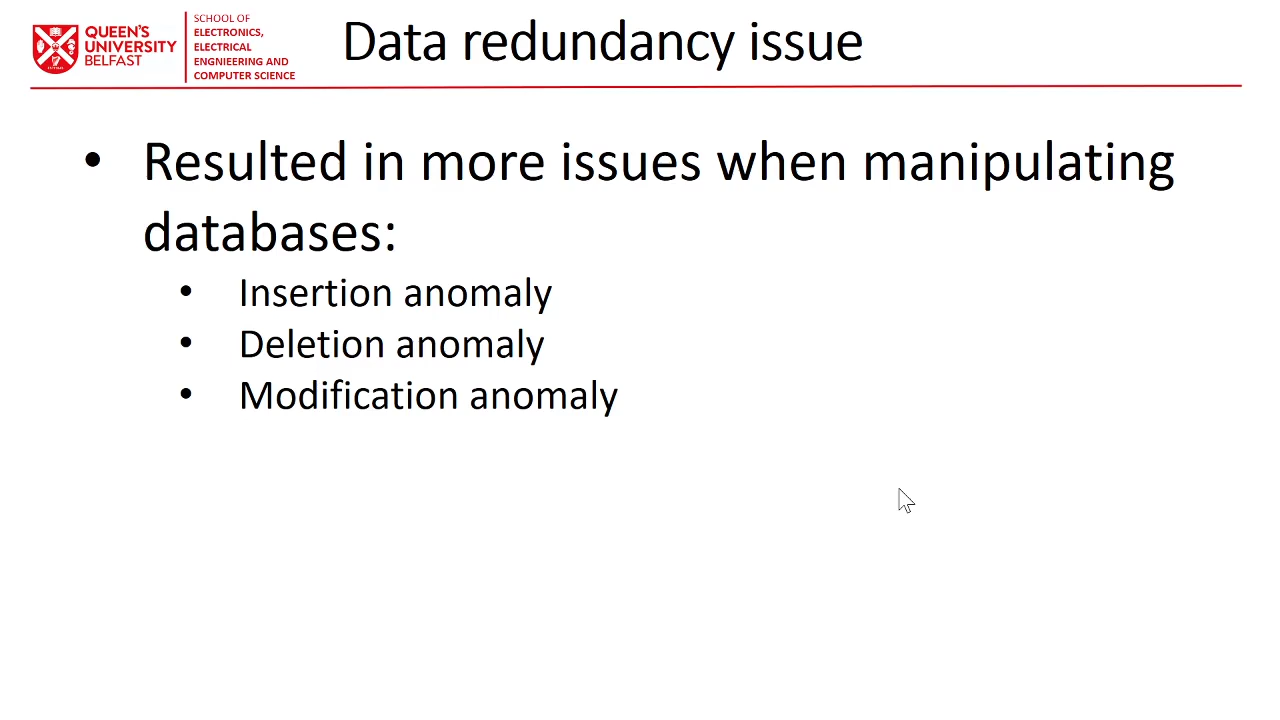 QUEEN'S
UNIVERSITY
BELFAST
SCHOOL OF
ELECTRONICS,
ELECTRICAL
ENGNIEERING AND
COMPUTER SCIENCE
Data redundancy issue
• Resulted in more issues when manipulating
databases:
• Insertion anomaly
• Deletion anomaly
• Modification anomaly